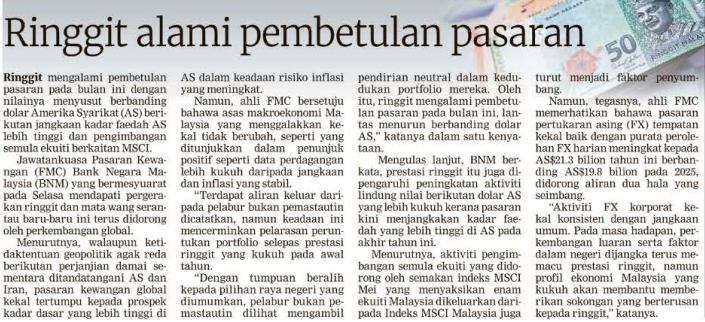 Ringgit alami pembetulan pasaran
50
Ringgit mengalami pembetulan
pasaran pada bulan ini dengan
nilainya menyusut berbanding
dolar Amerika Syarikat (AS) beri-
kutan jangkaan kadar faedah AS
lebih tinggi dan pengimbangan
semula ekuiti berkaitan MSCI.
Jawatankuasa Pasaran Kewa-
ngan (FMC) Bank Negara Ma-
laysia (BNM) yang bermesyuarat
pada Selasa mendapati pergera-
kan ringgit dan mata wang seran-
tau baru-baru ini terus didorong
oleh perkembangan global.
Menurutnya, walaupun keti-
daktentuan geopolitik agak reda
berikutan perjanjian damai se-
mentara ditandatangani AS dan
Iran, pasaran kewangan global
kekal tertumpu kepada prospek
kadar dasar yang lebih tinggi di
AS dalam keadaan risiko inflasi
yang meningkat.
Namun, ahli FMC bersetuju
bahawa asas makroekonomi Ma-
laysia yang menggalakkan ke-
kal tidak berubah, seperti yang
ditunjukkan dalam penunjuk
positif seperti data perdagangan
lebih kukuh daripada jangkaan
dan inflasi yang stabil.
"Terdapat aliran keluar dari-
pada pelabur bukan pemastautin
dicatatkan, namun keadaan ini
mencerminkan pelarasan perun-
tukan portfolio selepas prestasi
ringgit yang kukuh pada awal
tahun.
"Dengan tumpuan beralih
kepada pilihan raya negeri yang
diumumkan, pelabur bukan pe-
mastautin dilihat mengambil
pendirian neutral dalam kedu-
dukan portfolio mereka. Oleh
itu, ringgit mengalami pembetu-
lan pasaran pada bulan ini, lan-
tas menurun berbanding dolar
AS," katanya dalam satu kenya-
taan.
Mengulas lanjut, BNM ber-
kata, prestasi ringgit itu juga di-
pengaruhi peningkatan aktiviti
lindung nilai berikutan dolar AS
yang lebih kukuh kerana pasaran
kini menjangkakan kadar fae-
dah yang lebih tinggi di AS pada
akhir tahun ini.
Menurutnya, aktiviti pengim-
bangan semula ekuiti yang dido-
rong oleh semakan indeks MSCI
Mei yang menyaksikan enam
ekuiti Malaysia dikeluarkan dari-
pada Indeks MSCI Malaysia juga
turut menjadi faktor penyum-
bang.
Namun, tegasnya, ahli FMC
memerhatikan bahawa pasaran
pertukaran asing (FX) tempatan
kekal baik dengan purata perole-
han FX harian meningkat kepada
AS$21.3 bilion tahun ini berban-
ding AS$19.8 bilion pada 2025,
didorong aliran dua hala yang
seimbang.
"Aktiviti FX korporat ke-
kal konsisten dengan jangkaan
umum. Pada masa hadapan, per-
kembangan luaran serta faktor
dalam negeri dijangka terus me-
macu prestasi ringgit, namun
profil ekonomi Malaysia yang
kukuh akan membantu membe-
rikan sokongan yang berterusan
kepada ringgit," katanya.